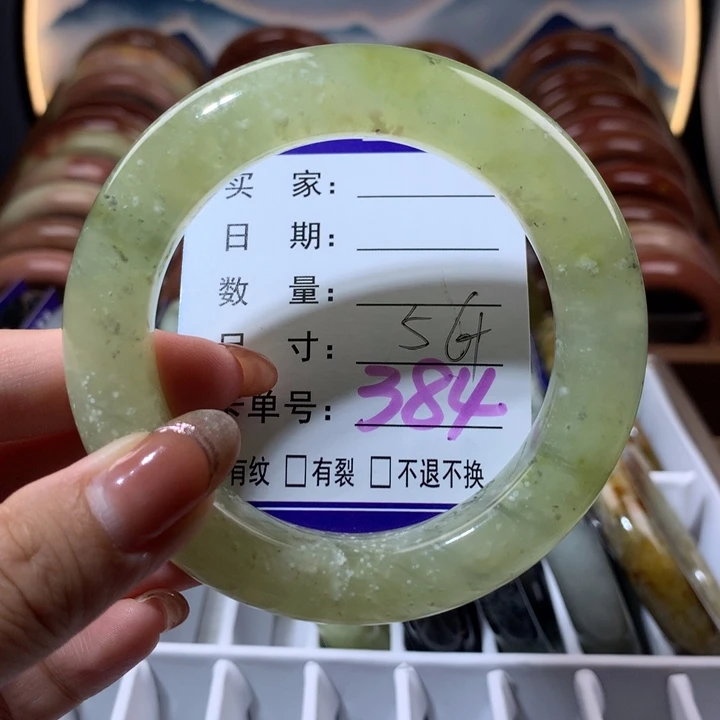 买 家：
日 期：
数 量：
尺 寸： 56
单号： 384
有纹 □有裂 □不退不换